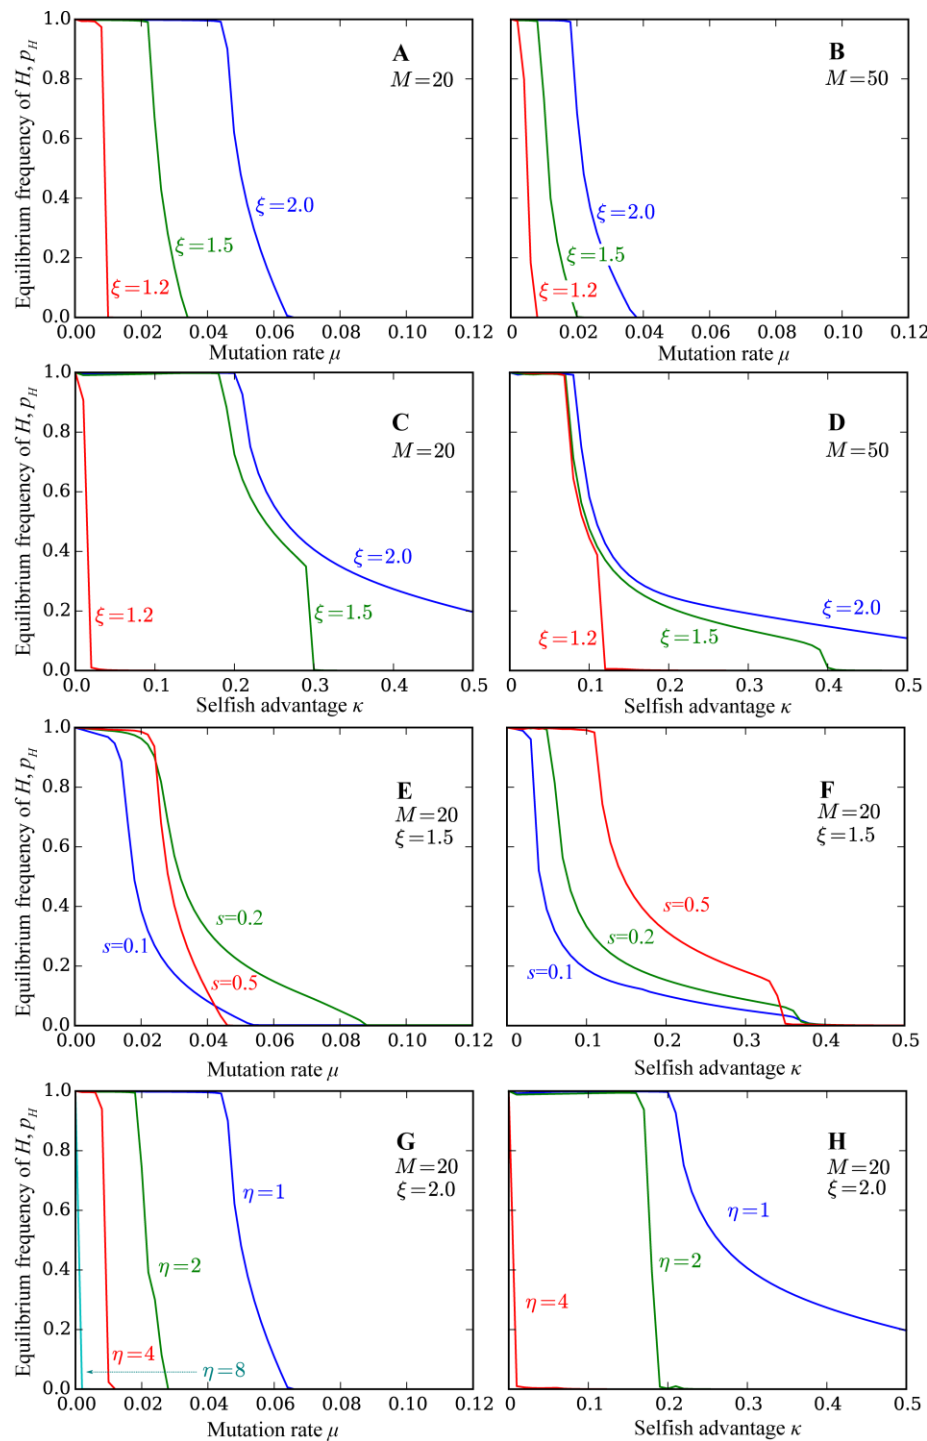 Equilibrium frequency of H, p_H
1.0
0.8
0.6
0.4
0.2
0.0
A
M=20
ξ=2.0
ξ=1.5
ξ=1.2
0.00 0.02 0.04 0.06 0.08 0.10 0.12
Mutation rate μ
B
M=50
ξ=2.0
ξ=1.5
ξ=1.2
0 0.02 0.04 0.06 0.08 0.10 0.12
Mutation rate μ
Equilibrium frequency of H, p_H
1.0
0.8
0.6
0.4
0.2
0.0
C
M=20
ξ=2.0
ξ=1.2
ξ=1.5
0.0 0.1 0.2 0.3 0.4 0.5
Selfish advantage κ
D
M=50
ξ=2.0
ξ=1.2
ξ=1.5
0 0.1 0.2 0.3 0.4 0.5
Selfish advantage κ
Equilibrium frequency of H, p_H
1.0
0.8
0.6
0.4
0.2
0.0
E
M=20
ξ=1.5
s=0.2
s=0.1
s=0.5
0.00 0.02 0.04 0.06 0.08 0.10 0.12
Mutation rate μ
F
M=20
ξ=1.5
s=0.5
s=0.2
s=0.1
0 0.1 0.2 0.3 0.4 0.5
Selfish advantage κ
Equilibrium frequency of H, p_H
1.0
0.8
0.6
0.4
0.2
0.0
G
M=20
ξ=2.0
η=1
η=2
η=4
η=8
0.00 0.02 0.04 0.06 0.08 0.10 0.12
Mutation rate μ
H
M=20
ξ=2.0
η=1
η=2
η=4
0 0.1 0.2 0.3 0.4 0.5
Selfish advantage κ